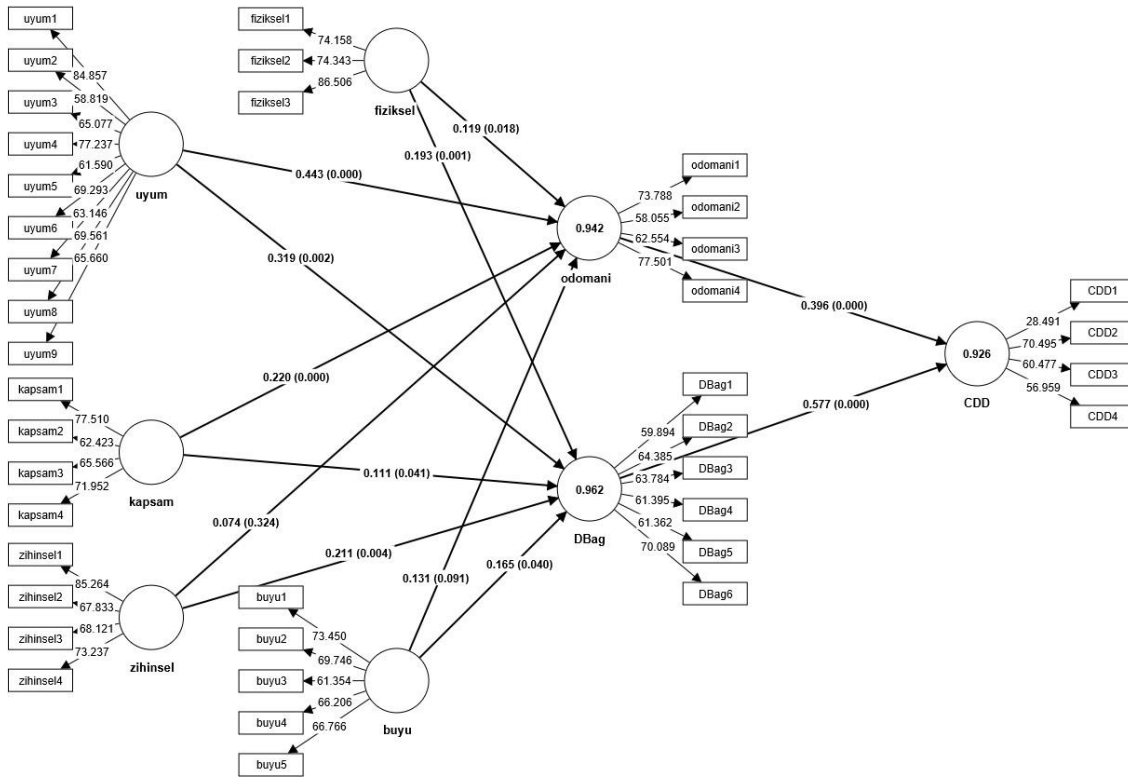 uyum1
uyum2
uyum3
uyum4
uyum5
uyum6
uyum7
uyum8
uyum9
84.857
58.819
65.077
77.237
61.590
69.293
63.146
69.561
65.660
uyum
fiziksel1
fiziksel2
fiziksel3
74.158
74.343
86.506
fiziksel
0.119 (0.018)
0.193 (0.001)
0.443 (0.000)
0.319 (0.002)
kapsam1
kapsam2
kapsam3
kapsam4
77.510
62.423
65.566
71.952
kapsam
0.220 (0.000)
0.111 (0.041)
zihinsel1
zihinsel2
zihinsel3
zihinsel4
85.264
67.833
68.121
73.237
zihinsel
0.074 (0.324)
0.211 (0.004)
buyu1
buyu2
buyu3
buyu4
buyu5
73.450
69.746
61.354
66.206
66.766
buyu
0.131 (0.091)
0.165 (0.040)
0.942
odomani
73.788
58.055
62.554
77.501
odomani1
odomani2
odomani3
odomani4
0.396 (0.000)
0.962
DBag
59.894
64.385
63.784
61.395
61.362
70.089
DBag1
DBag2
DBag3
DBag4
DBag5
DBag6
0.577 (0.000)
0.926
CDD
28.491
70.495
60.477
56.959
CDD1
CDD2
CDD3
CDD4